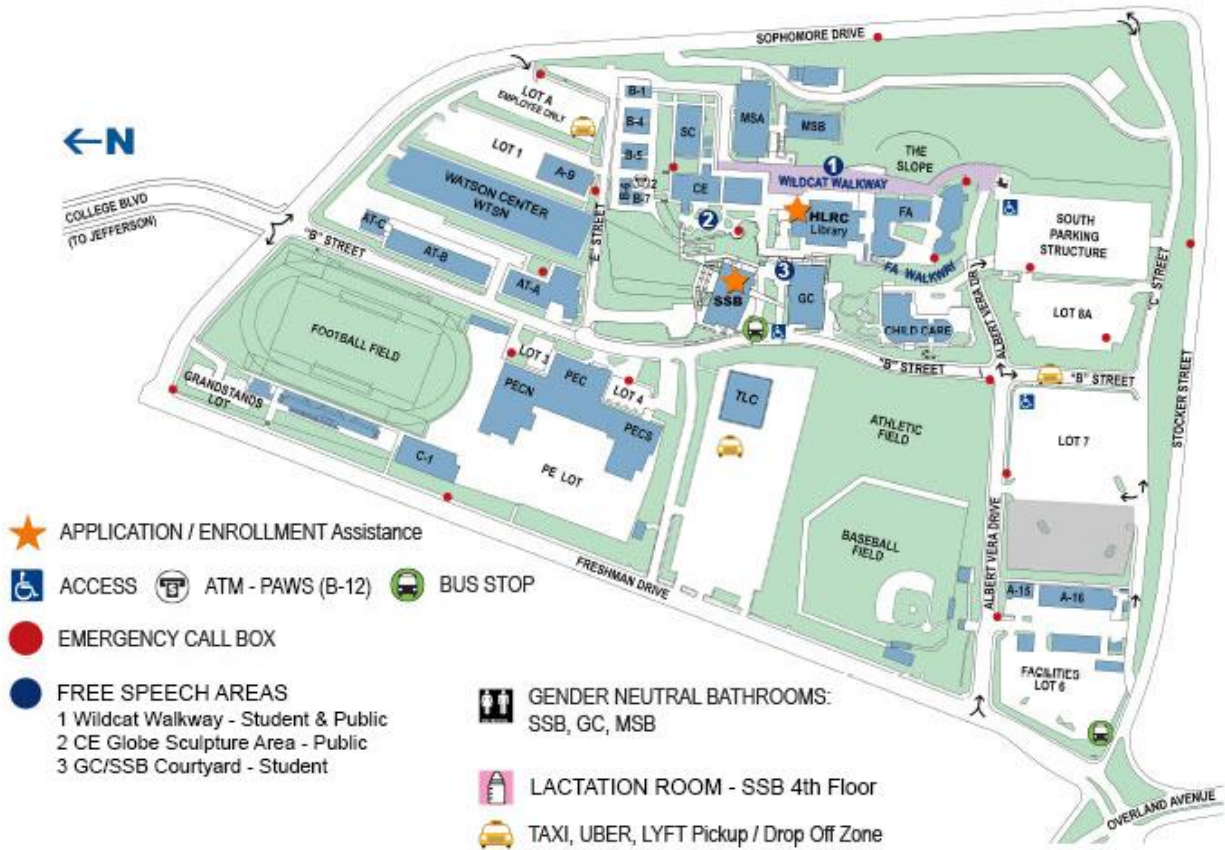 SOPHOMORE DRIVE
←N
LOT A
EMPLOYEE ONLY
LOT 1
A-9
WATSON CENTER
WTSN
B-1
B-4
B-5
B-7
SC
MSA
MSB
THE
SLOPE
1
WILDCAT WALKWAY
CE
2
HLRC
Library
FA
FA WALKWAY
SOUTH
PARKING
STRUCTURE
"C" STREET
COLLEGE BLVD
(TO JEFFERSON)
"B" STREET
"E" STREET
AT-C
AT-B
AT-A
SSB
3
GC
CHILD CARE
ALBERT VERA DR
LOT 8A
STOCKER STREET
FOOTBALL FIELD
GRANDSTANDS
LOT
LOT 3
PEC
PECN
LOT 4
PECS
"B" STREET
"B" STREET
TLC
ATHLETIC
FIELD
LOT 7
C-1
PE LOT
BASEBALL
FIELD
ALBERT VERA DRIVE
FRESHMAN DRIVE
A-15
A-16
FACILITIES
LOT 6
OVERLAND AVENUE
APPLICATION / ENROLLMENT Assistance
ACCESS
ATM - PAWS (B-12)
BUS STOP
EMERGENCY CALL BOX
FREE SPEECH AREAS
1 Wildcat Walkway - Student & Public
2 CE Globe Sculpture Area - Public
3 GC/SSB Courtyard - Student
GENDER NEUTRAL BATHROOMS:
SSB, GC, MSB
LACTATION ROOM - SSB 4th Floor
TAXI, UBER, LYFT Pickup / Drop Off Zone